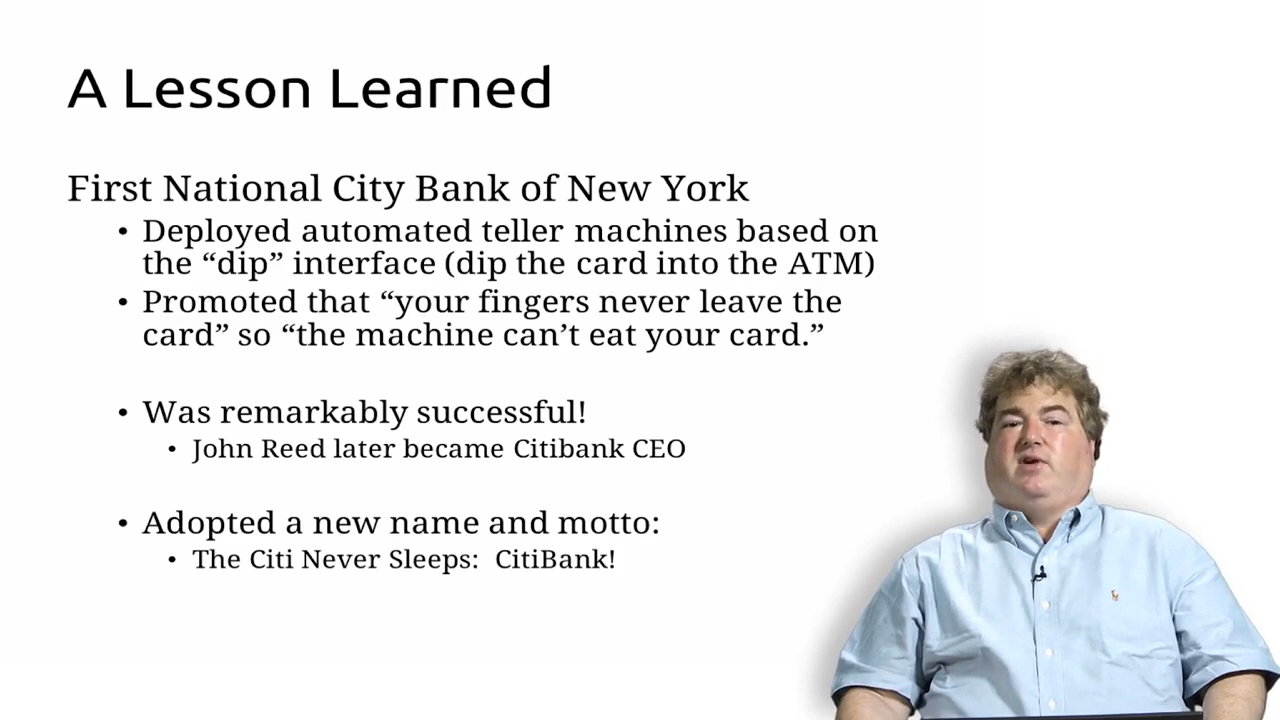 A Lesson Learned
First National City Bank of New York
• Deployed automated teller machines based on
the “dip” interface (dip the card into the ATM)
• Promoted that “your fingers never leave the
card” so “the machine can’t eat your card.”
• Was remarkably successful!
• John Reed later became Citibank CEO
• Adopted a new name and motto:
• The Citi Never Sleeps:  CitiBank!